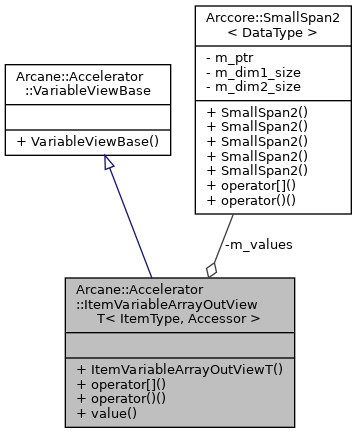 Arccore::SmallSpan2
< DataType >
- m_ptr
- m_dim1_size
- m_dim2_size
+ SmallSpan2()
+ SmallSpan2()
+ SmallSpan2()
+ SmallSpan2()
+ SmallSpan2()
+ operator[]()
+ operator()()
Arcane::Accelerator
::VariableViewBase
+ VariableViewBase()
-m_values
Arcane::Accelerator
::ItemVariableArrayOutView
T< ItemType, Accessor >
+ ItemVariableArrayOutViewT()
+ operator[]()
+ operator()()
+ value()